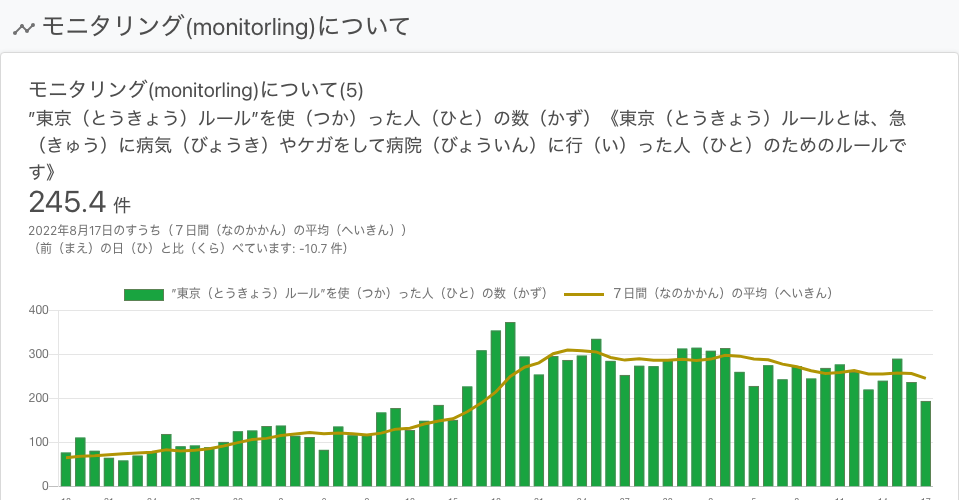 モニタリング(monitorling)について
モニタリング(monitorling)について(5)
”東京（とうきょう）ルール”を使（つか）った人（ひと）の数（かず）《東京（とうきょう）ルールとは、急
（きゅう）に病気（びょうき）やケガをして病院（びょういん）に行（い）った人（ひと）のためのルールで
す》
245.4 件
2022年8月17日のすうち（７日間（なのかかん）の平均（へいきん））
（前（まえ）の日（ひ）と比（くら）べています: -10.7 件）
”東京（とうきょう）ルール”を使（つか）った人（ひと）の数（かず） ７日間（なのかかん）の平均（へいきん）
400
300
200
100
0